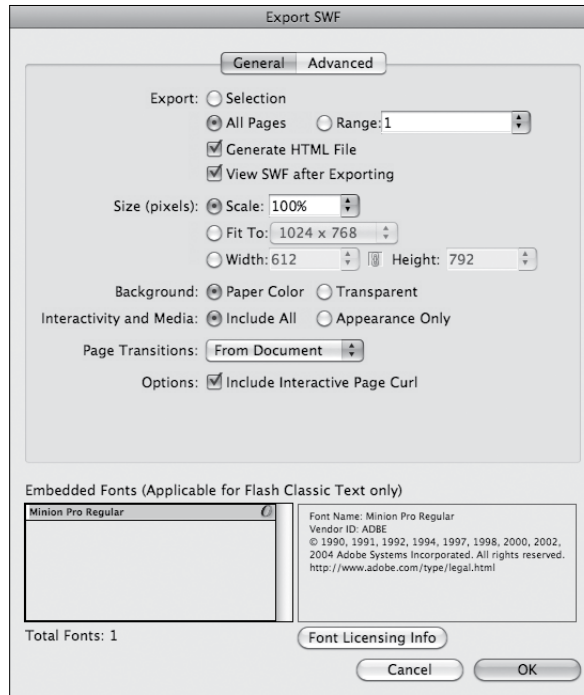 Export SWF
General Advanced
Export: Selection
All Pages Range: 1
Generate HTML File
View SWF after Exporting
Size (pixels): Scale: 100%
Fit To: 1024 x 768
Width: 612 Height: 792
Background: Paper Color Transparent
Interactivity and Media: Include All Appearance Only
Page Transitions: From Document
Options: Include Interactive Page Curl
Embedded Fonts (Applicable for Flash Classic Text only)
Minion Pro Regular
Font Name: Minion Pro Regular
Vendor ID: ADBE
© 1990, 1991, 1992, 1994, 1997, 1998, 2000, 2002,
2004 Adobe Systems Incorporated. All rights reserved.
http://www.adobe.com/type/legal.html
Total Fonts: 1
Font Licensing Info
Cancel OK